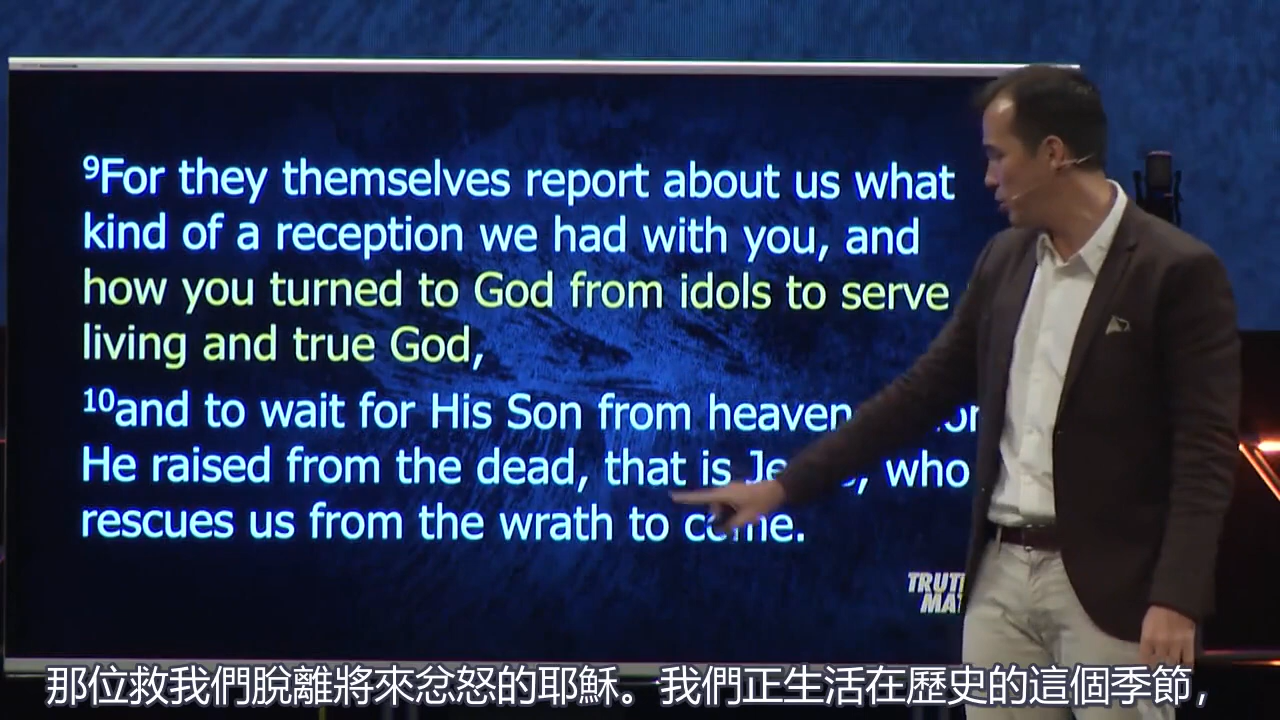 ⁹For they themselves report about us what
kind of a reception we had with you, and
how you turned to God from idols to serve
living and true God,
¹⁰and to wait for His Son from heaven
He raised from the dead, that is who
rescues us from the wrath to come.
那位救我們脫離將來忿怒的耶穌。我們正生活在歷史的這個季節，